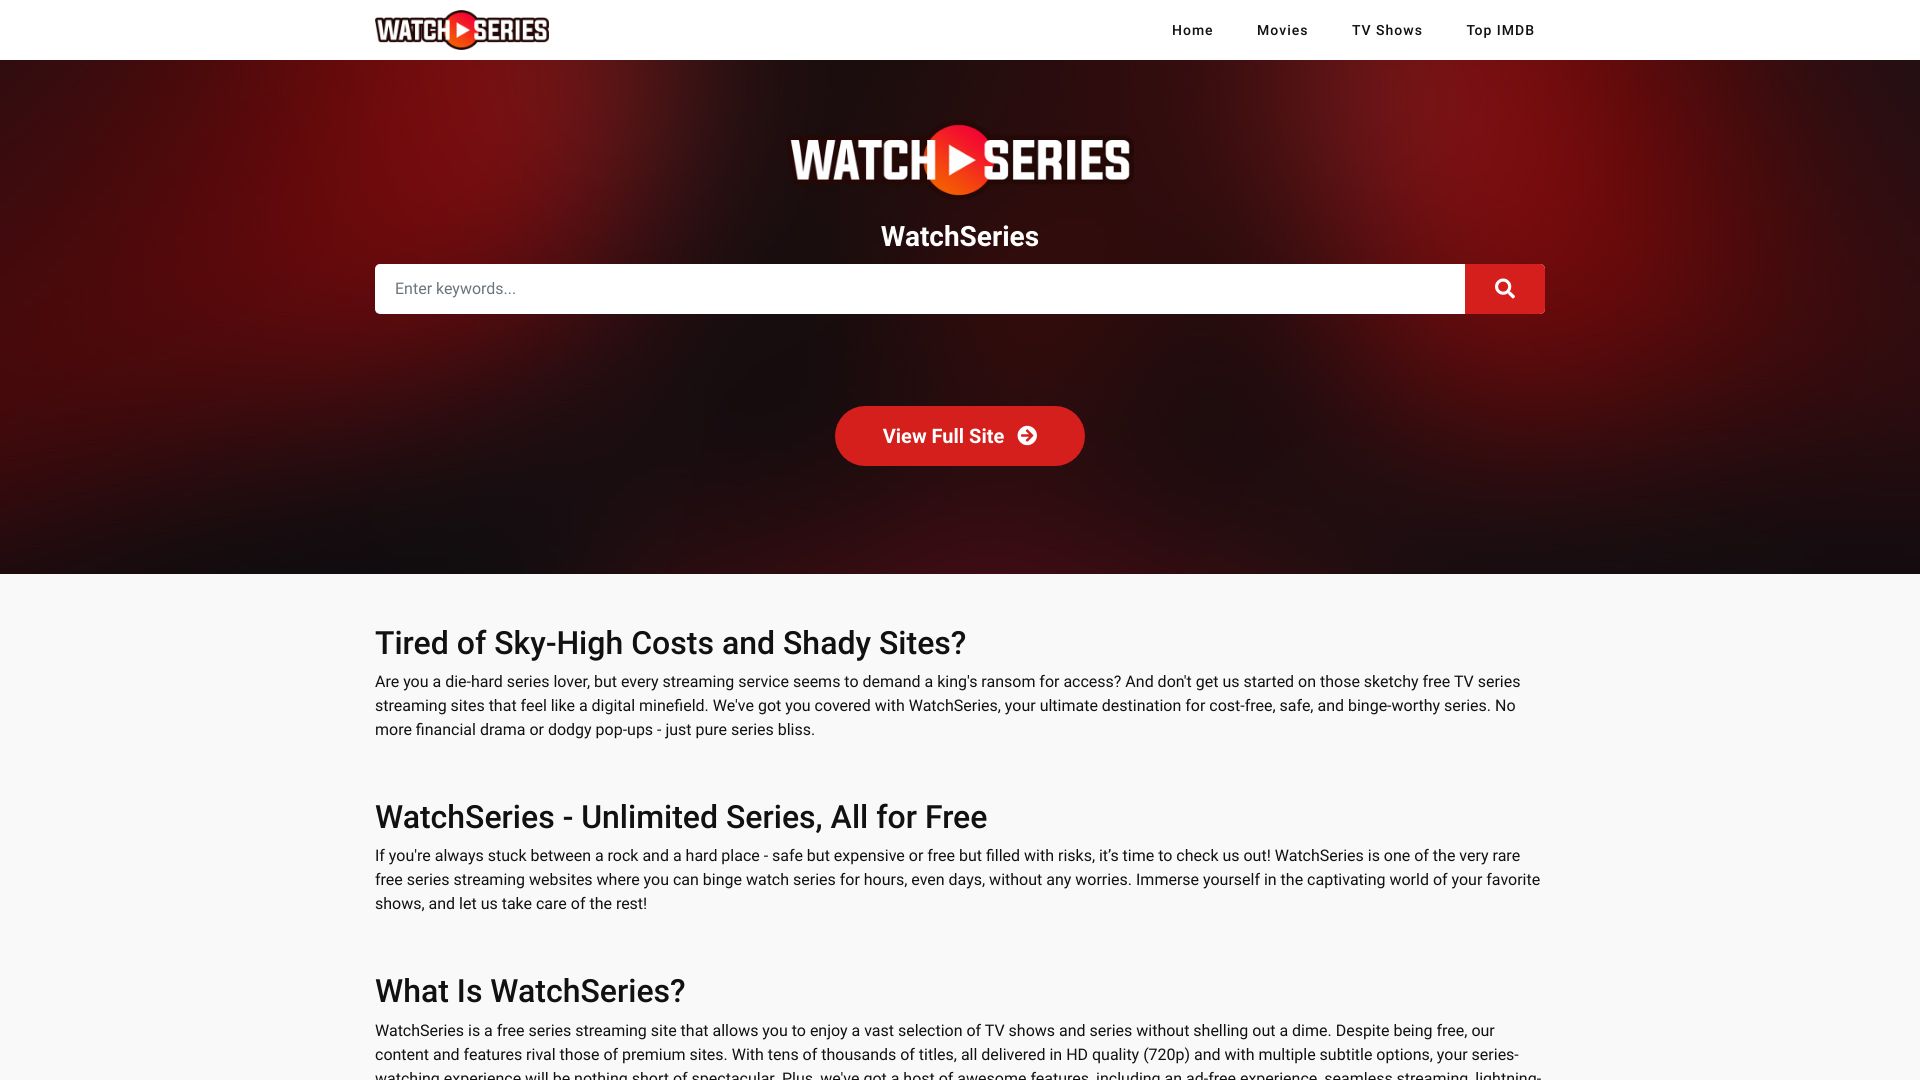 WATCH SERIES
Home
Movies
TV Shows
Top IMDB
WATCH SERIES
WatchSeries
Enter keywords...
View Full Site
Tired of Sky-High Costs and Shady Sites?
Are you a die-hard series lover, but every streaming service seems to demand a king's ransom for access? And don't get us started on those sketchy free TV series
streaming sites that feel like a digital minefield. We've got you covered with WatchSeries, your ultimate destination for cost-free, safe, and binge-worthy series. No
more financial drama or dodgy pop-ups - just pure series bliss.
WatchSeries - Unlimited Series, All for Free
If you're always stuck between a rock and a hard place - safe but expensive or free but filled with risks, it’s time to check us out! WatchSeries is one of the very rare
free series streaming websites where you can binge watch series for hours, even days, without any worries. Immerse yourself in the captivating world of your favorite
shows, and let us take care of the rest!
What Is WatchSeries?
WatchSeries is a free series streaming site that allows you to enjoy a vast selection of TV shows and series without shelling out a dime. Despite being free, our
content and features rival those of premium sites. With tens of thousands of titles, all delivered in HD quality (720p) and with multiple subtitle options, your series-
watching experience will be nothing short of spectacular. Plus, we've got a host of awesome features, including an ad-free experience, seamless streaming, lightning-